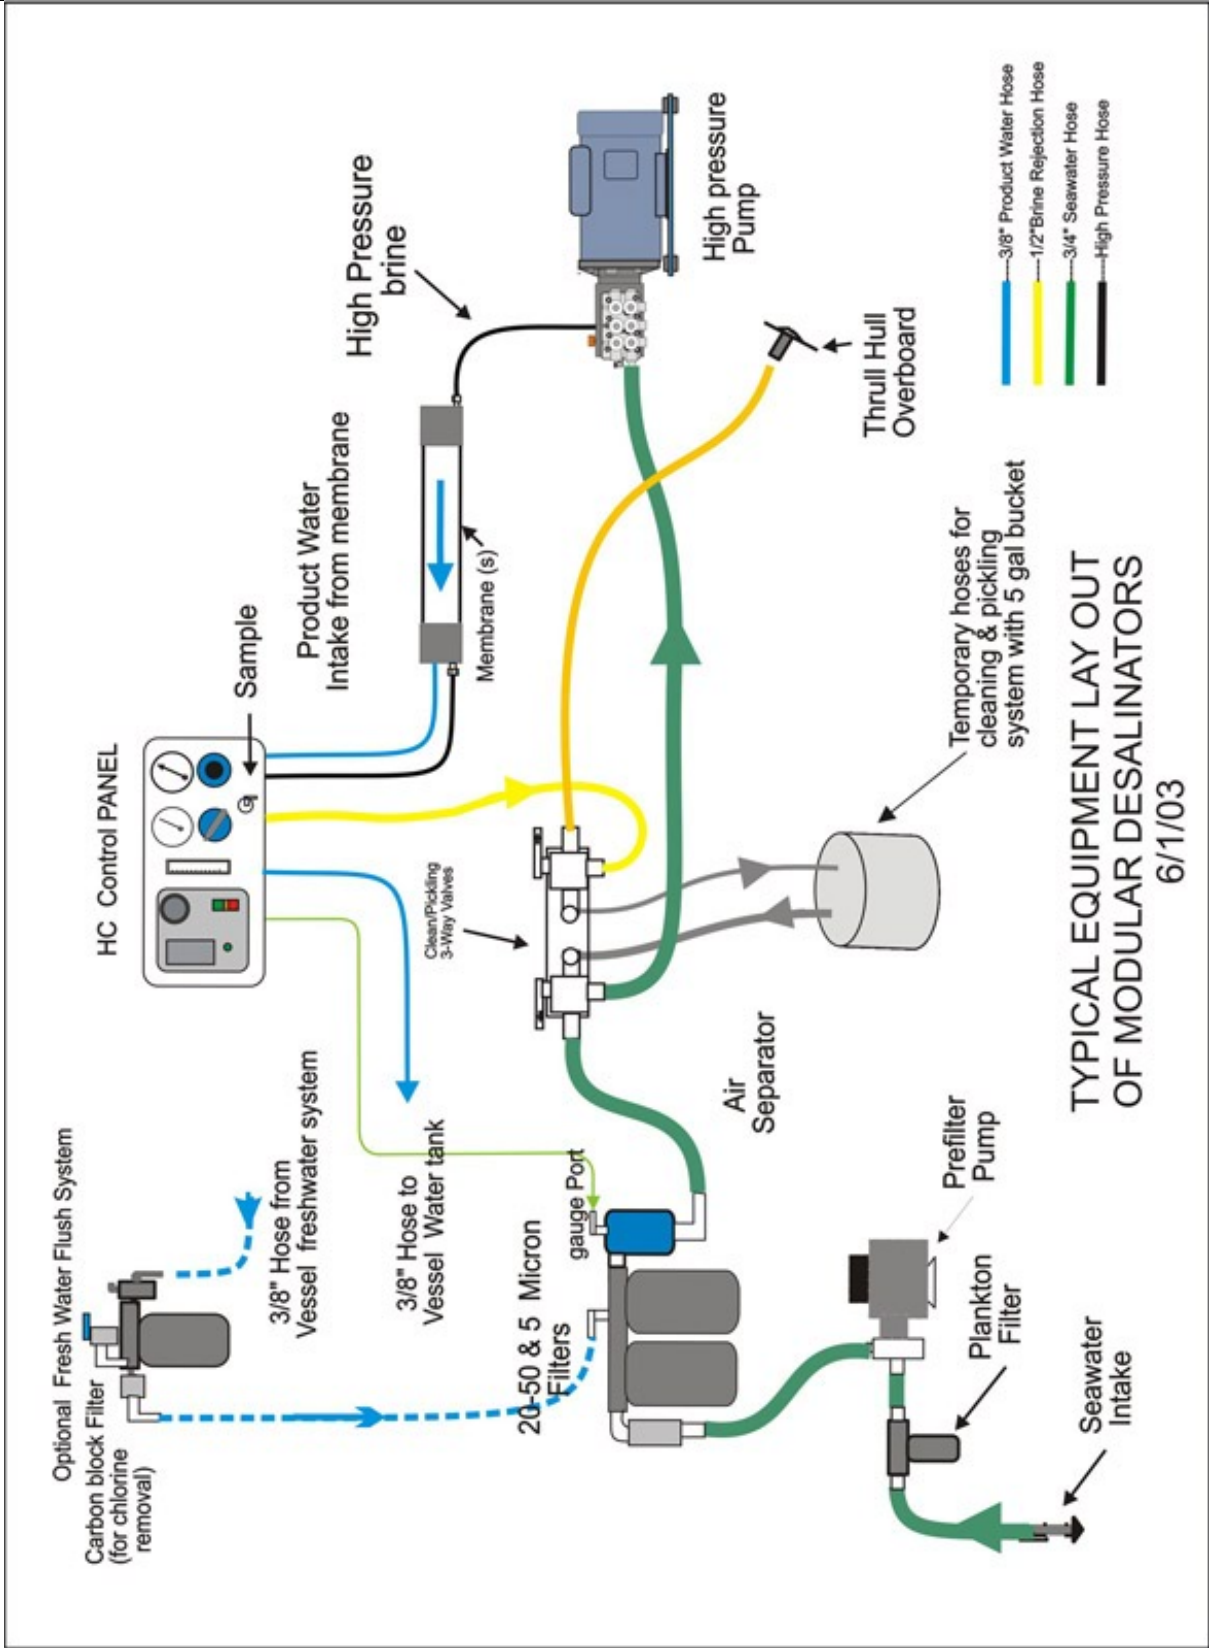 Optional Fresh Water Flush System
Carbon block Filter
(for chlorine
removal)
3/8" Hose from
Vessel freshwater system
HC Control PANEL
Sample
3/8" Hose to
Vessel Water tank
Product Water
Intake from membrane
High Pressure
brine
Clean/Pickling
3-Way Valves
Membrane (s)
20-50 & 5 Micron
Filters
gauge Port
Air
Separator
High pressure
Pump
Thrull Hull
Overboard
Prefilter
Pump
Plankton
Filter
Seawater
Intake
Temporary hoses for
cleaning & pickling
system with 5 gal bucket
3/8" Product Water Hose
1/2"Brine Rejection Hose
3/4" Seawater Hose
High Pressure Hose
TYPICAL EQUIPMENT LAY OUT
OF MODULAR DESALINATORS
6/1/03